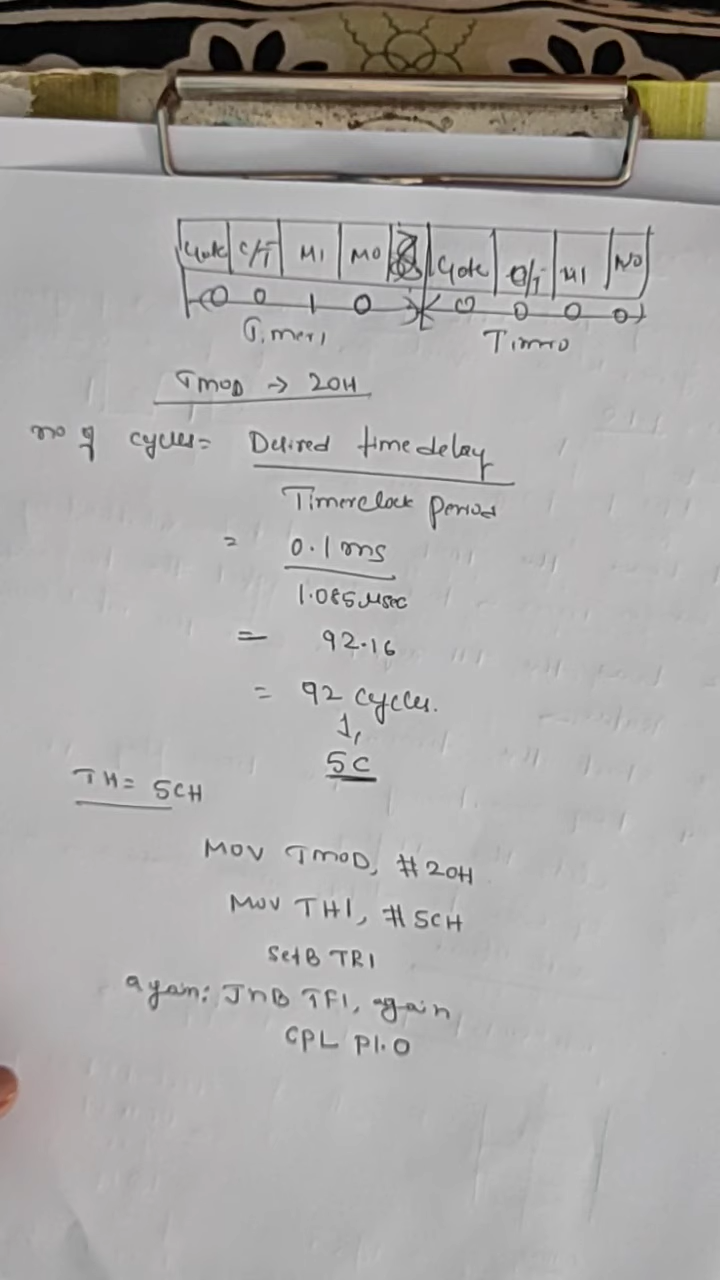 Gate C/T M1 M0 Gate C/T M1 M0
0 0 1 0 0 0 0 0
Timer1 Timer0
TMOD → 20H
no of cycles = Desired time delay
Timerclock period
= 0.1 ms
1.085 μsec
= 92.16
= 92 cycles.
5C
TH = 5CH
MOV TMOD, #20H
MOV TH1, #5CH
SetB TR1
again: JnB TF1, again
CPL P1.0